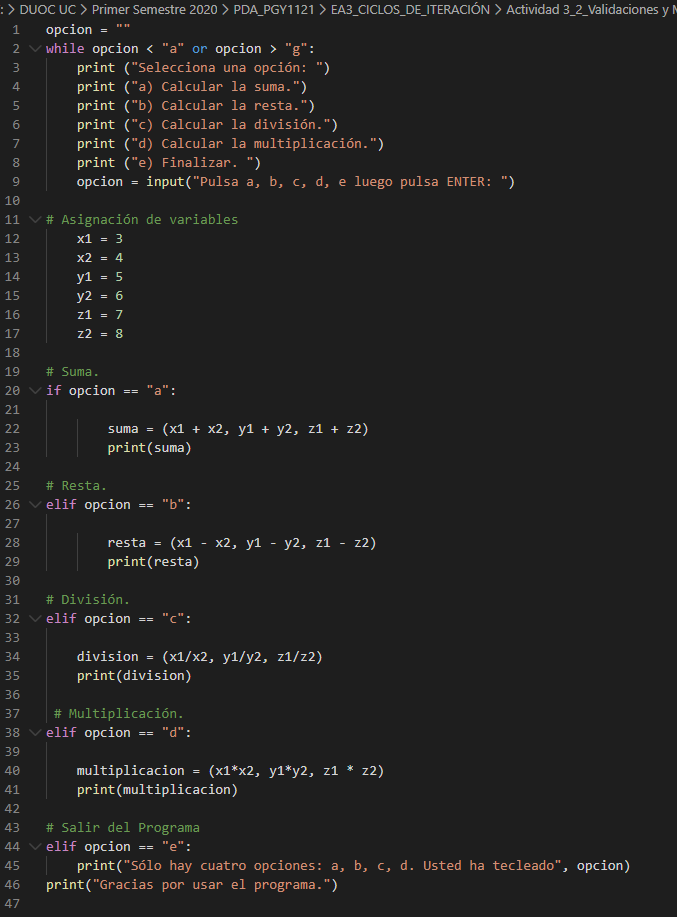 : > DUOC UC > Primer Semestre 2020 > PDA_PGY1121 > EA3_CICLOS_DE_ITERACIÓN > Actividad 3_2_Validaciones y M
1 opcion = ""
2 while opcion < "a" or opcion > "g":
3     print ("Selecciona una opción: ")
4     print ("a) Calcular la suma.")
5     print ("b) Calcular la resta.")
6     print ("c) Calcular la división.")
7     print ("d) Calcular la multiplicación.")
8     print ("e) Finalizar. ")
9     opcion = input("Pulsa a, b, c, d, e luego pulsa ENTER: ")
10
11 # Asignación de variables
12     x1 = 3
13     x2 = 4
14     y1 = 5
15     y2 = 6
16     z1 = 7
17     z2 = 8
18
19 # Suma.
20 if opcion == "a":
21
22         suma = (x1 + x2, y1 + y2, z1 + z2)
23         print(suma)
24
25 # Resta.
26 elif opcion == "b":
27
28         resta = (x1 - x2, y1 - y2, z1 - z2)
29         print(resta)
30
31 # División.
32 elif opcion == "c":
33
34     division = (x1/x2, y1/y2, z1/z2)
35     print(division)
36
37  # Multiplicación.
38 elif opcion == "d":
39
40     multiplicacion = (x1*x2, y1*y2, z1 * z2)
41     print(multiplicacion)
42
43 # Salir del Programa
44 elif opcion == "e":
45     print("Sólo hay cuatro opciones: a, b, c, d. Usted ha tecleado", opcion)
46 print("Gracias por usar el programa.")
47